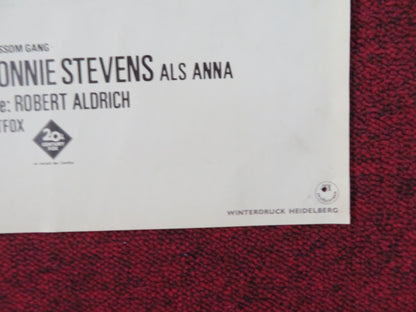 SSOM GANG
ONNIE STEVENS ALS ANNA
e: ROBERT ALDRICH
TFOX
20th
CENTURY
FOX
WINTERDRUCK HEIDELBERG